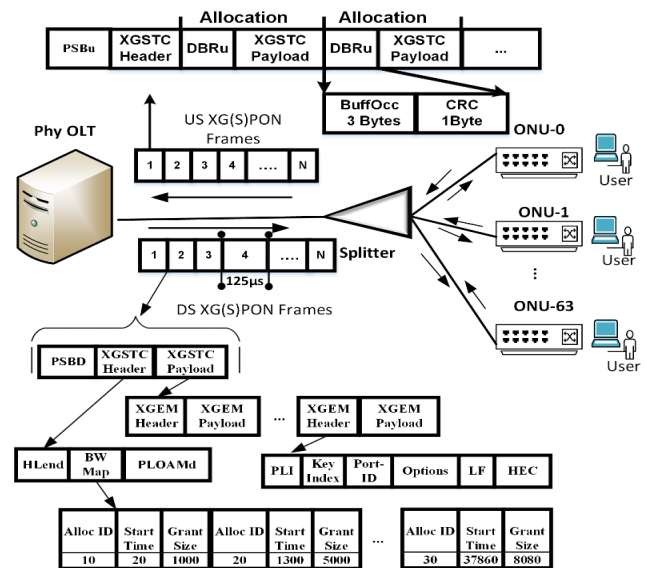 Allocation Allocation
PSBu XGSTC Header DBRu XGSTC Payload DBRu XGSTC Payload ...
BuffOcc 3 Bytes CRC 1Byte
Phy OLT
US XG(S)PON Frames
1 2 3 4 .... N
ONU-0
User
ONU-1
User
Splitter
1 2 3 4 .... N
125µs
DS XG(S)PON Frames
...
ONU-63
User
PSBD XGSTC Header XGSTC Payload
XGEM Header XGEM Payload ... XGEM Header XGEM Payload
HLend BW Map PLOAMd
PLI Key Index Port-ID Options LF HEC
Alloc ID Start Time Grant Size Alloc ID Start Time Grant Size ... Alloc ID Start Time Grant Size
10 20 1000 20 1300 5000 30 37860 8080